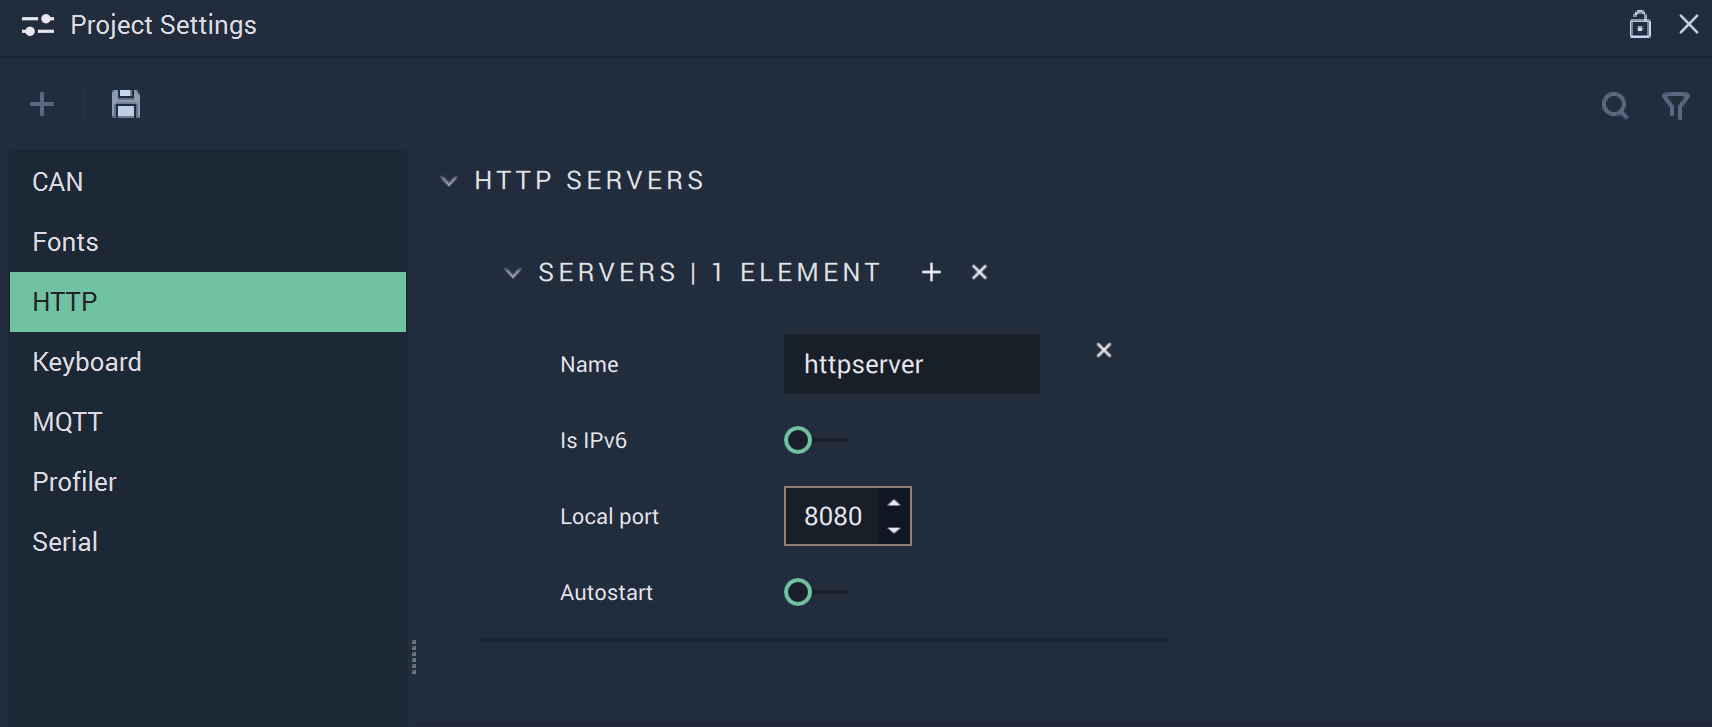 Project Settings
CAN
Fonts
HTTP
Keyboard
MQTT
Profiler
Serial
HTTP SERVERS
SERVERS | 1 ELEMENT
Name httpserver
Is IPv6
Local port 8080
Autostart